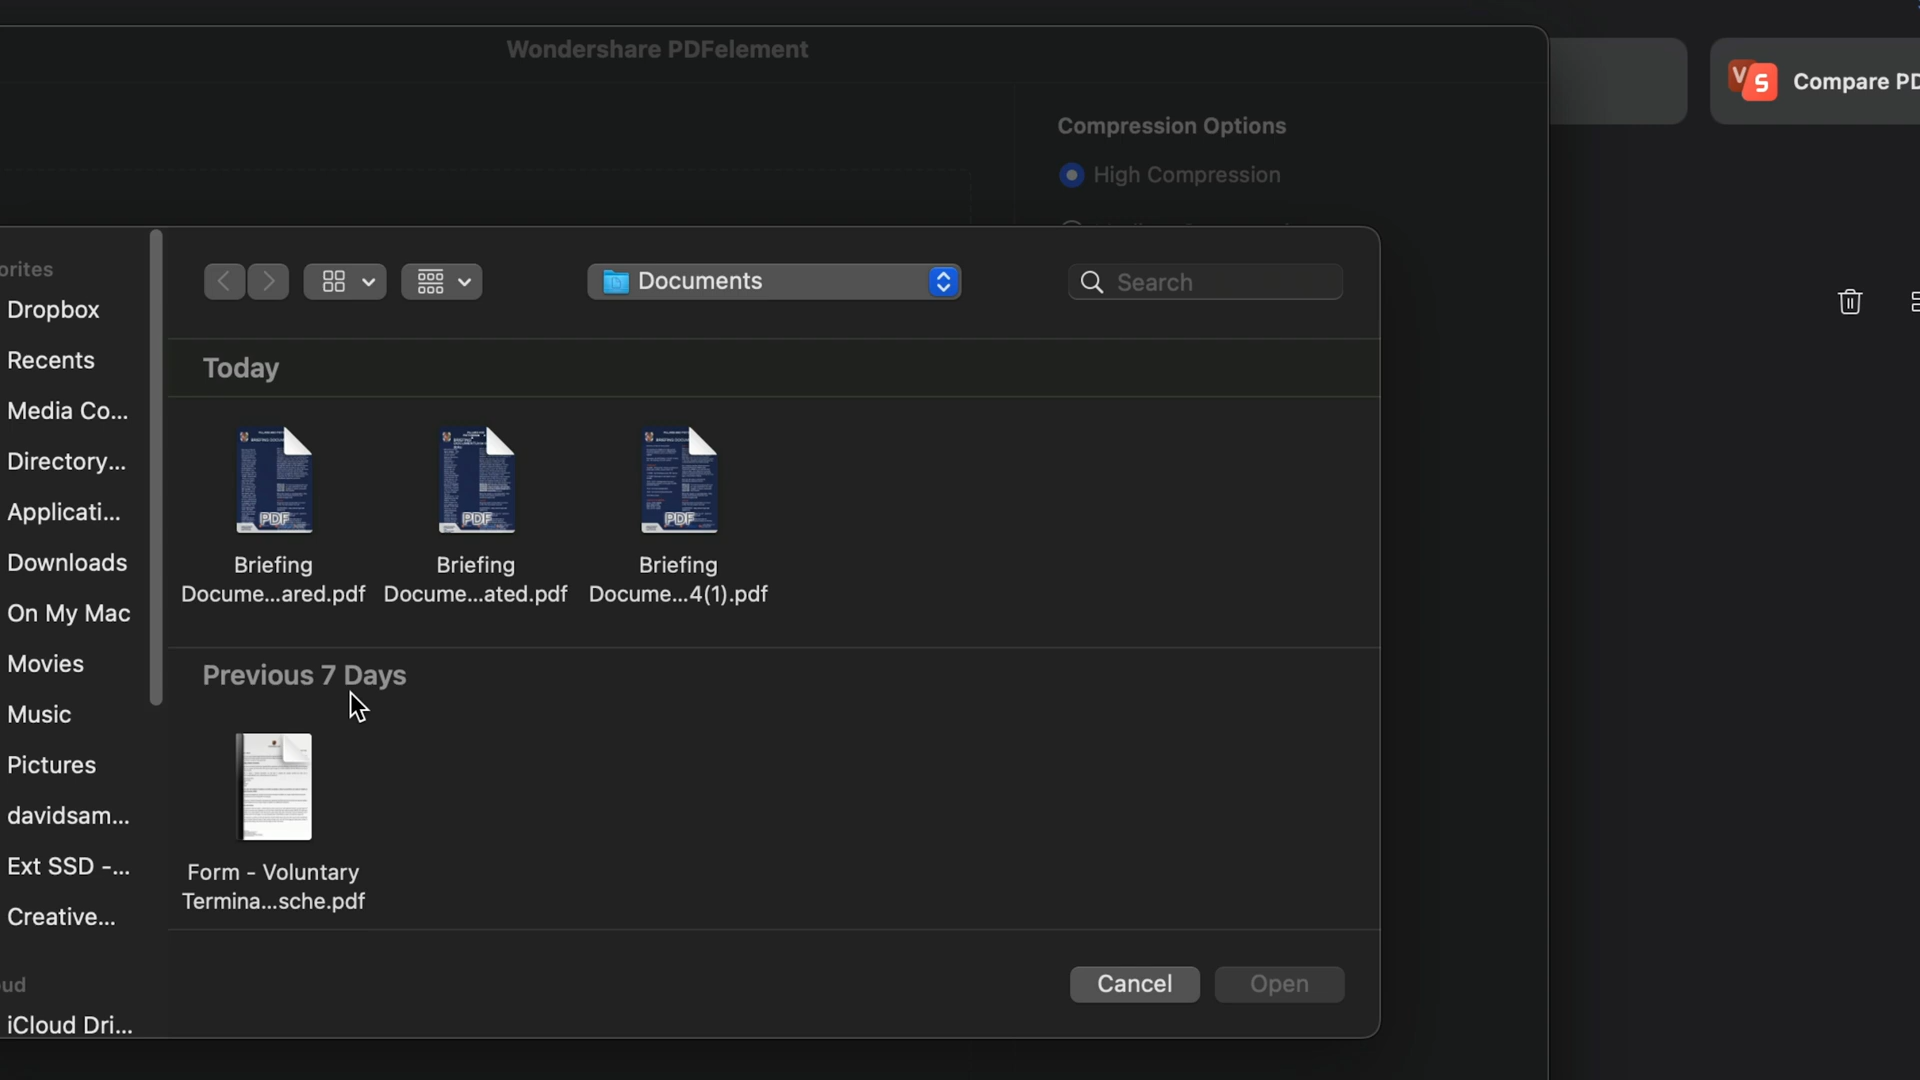 Wondershare PDFelement
Compare PD
Compression Options
High Compression
orites
Dropbox
Recents
Media Co...
Directory...
Applicati...
Downloads
On My Mac
Movies
Music
Pictures
davidsam...
Ext SSD -...
Creative...
oud
iCloud Dri...
Documents
Search
Today
Briefing
Docume...ared.pdf
Briefing
Docume...ated.pdf
Briefing
Docume...4(1).pdf
Previous 7 Days
Form - Voluntary
Termina...sche.pdf
Cancel
Open